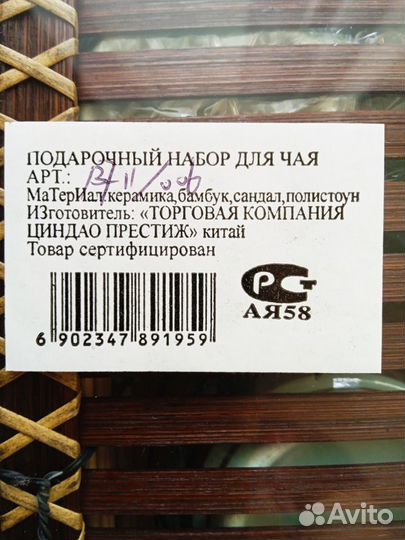 ПОДАРОЧНЫЙ НАБОР ДЛЯ ЧАЯ
АРТ.:
МаТерИал:керамика,бамбук,сандал,полистоун
ИЗготовитель: «ТОРГОВАЯ КОМПАНИЯ
ЦИНДАО ПРЕСТИЖ» китай
Товар сертифицирован
РСТ
АЯ58
6 902347 891959
Avito